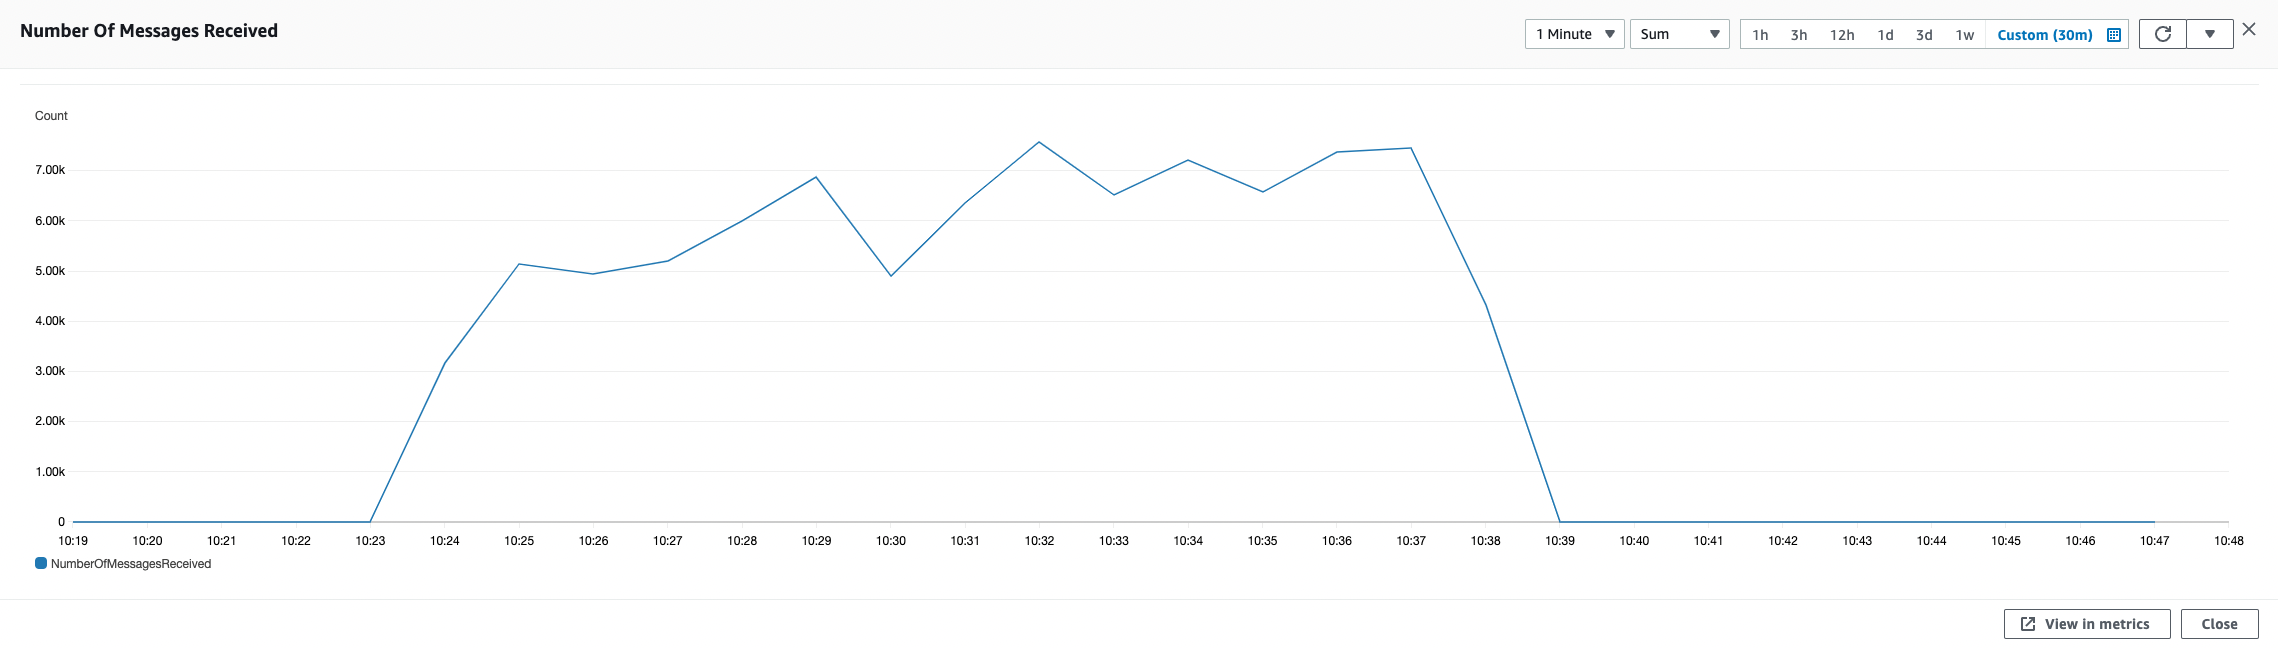 Number Of Messages Received
1 Minute
Sum
1h 3h 12h 1d 3d 1w Custom (30m)
Count
7.00k
6.00k
5.00k
4.00k
3.00k
2.00k
1.00k
0
10:19 10:20 10:21 10:22 10:23 10:24 10:25 10:26 10:27 10:28 10:29 10:30 10:31 10:32 10:33 10:34 10:35 10:36 10:37 10:38 10:39 10:40 10:41 10:42 10:43 10:44 10:45 10:46 10:47 10:48
NumberOfMessagesReceived
View in metrics
Close